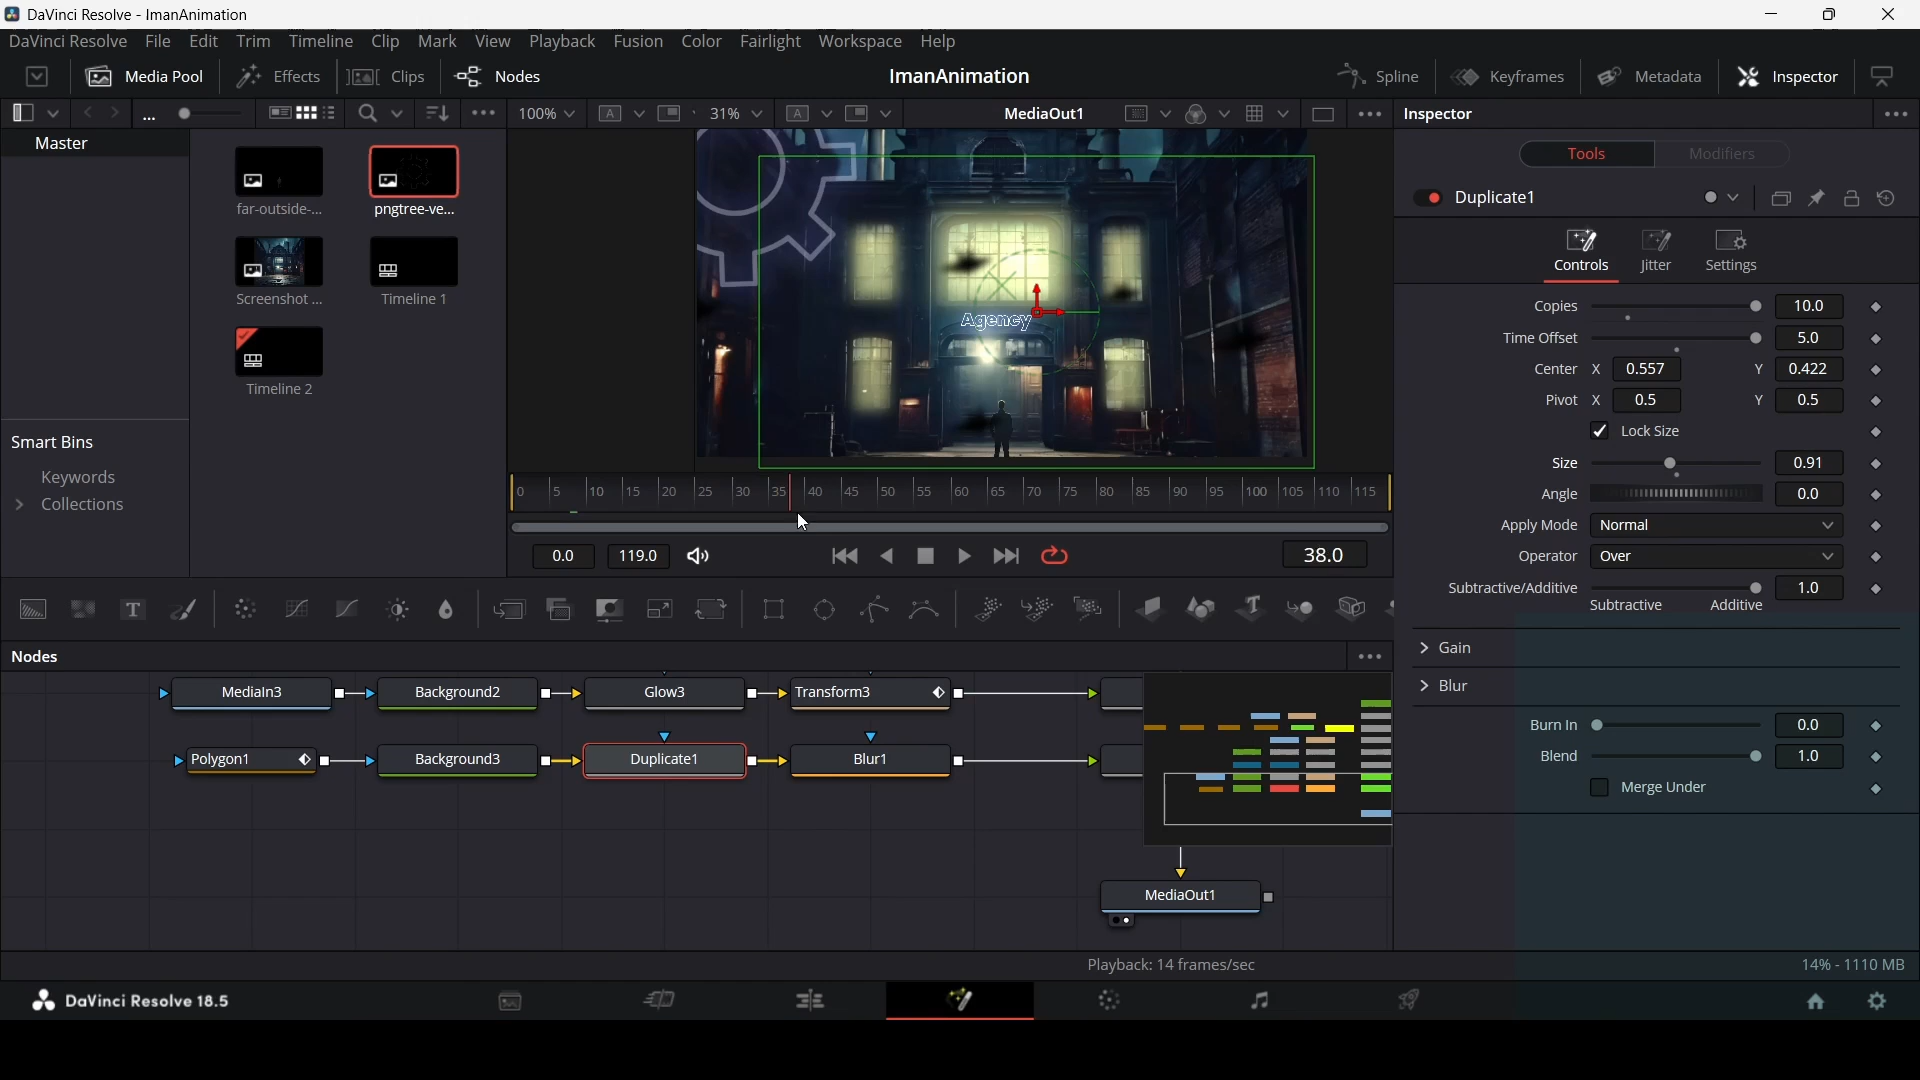 DaVinci Resolve - ImanAnimation
DaVinci Resolve File Edit Trim Timeline Clip Mark View Playback Fusion Color Fairlight Workspace Help
Media Pool Effects Clips Nodes ImanAnimation Spline Keyframes Metadata Inspector
... 100% A 31% A MediaOut1 Inspector
Master
far-outside-... pngtree-ve...
Screenshot ... Timeline 1
Timeline 2
Smart Bins
Keywords
Collections
Agency
0 5 10 15 20 25 30 35 40 45 50 55 60 65 70 75 80 85 90 95 100 105 110 115
0.0 119.0 38.0
Tools Modifiers
Duplicate1
Controls Jitter Settings
Copies 10.0
Time Offset 5.0
Center X 0.557 Y 0.422
Pivot X 0.5 Y 0.5
Lock Size
Size 0.91
Angle 0.0
Apply Mode Normal
Operator Over
Subtractive/Additive 1.0
Subtractive Additive
Gain
Blur
Burn In 0.0
Blend 1.0
Merge Under
T T
Nodes
MediaIn3 Background2 Glow3 Transform3
Polygon1 Background3 Duplicate1 Blur1
MediaOut1
Playback: 14 frames/sec 14% - 1110 MB
DaVinci Resolve 18.5